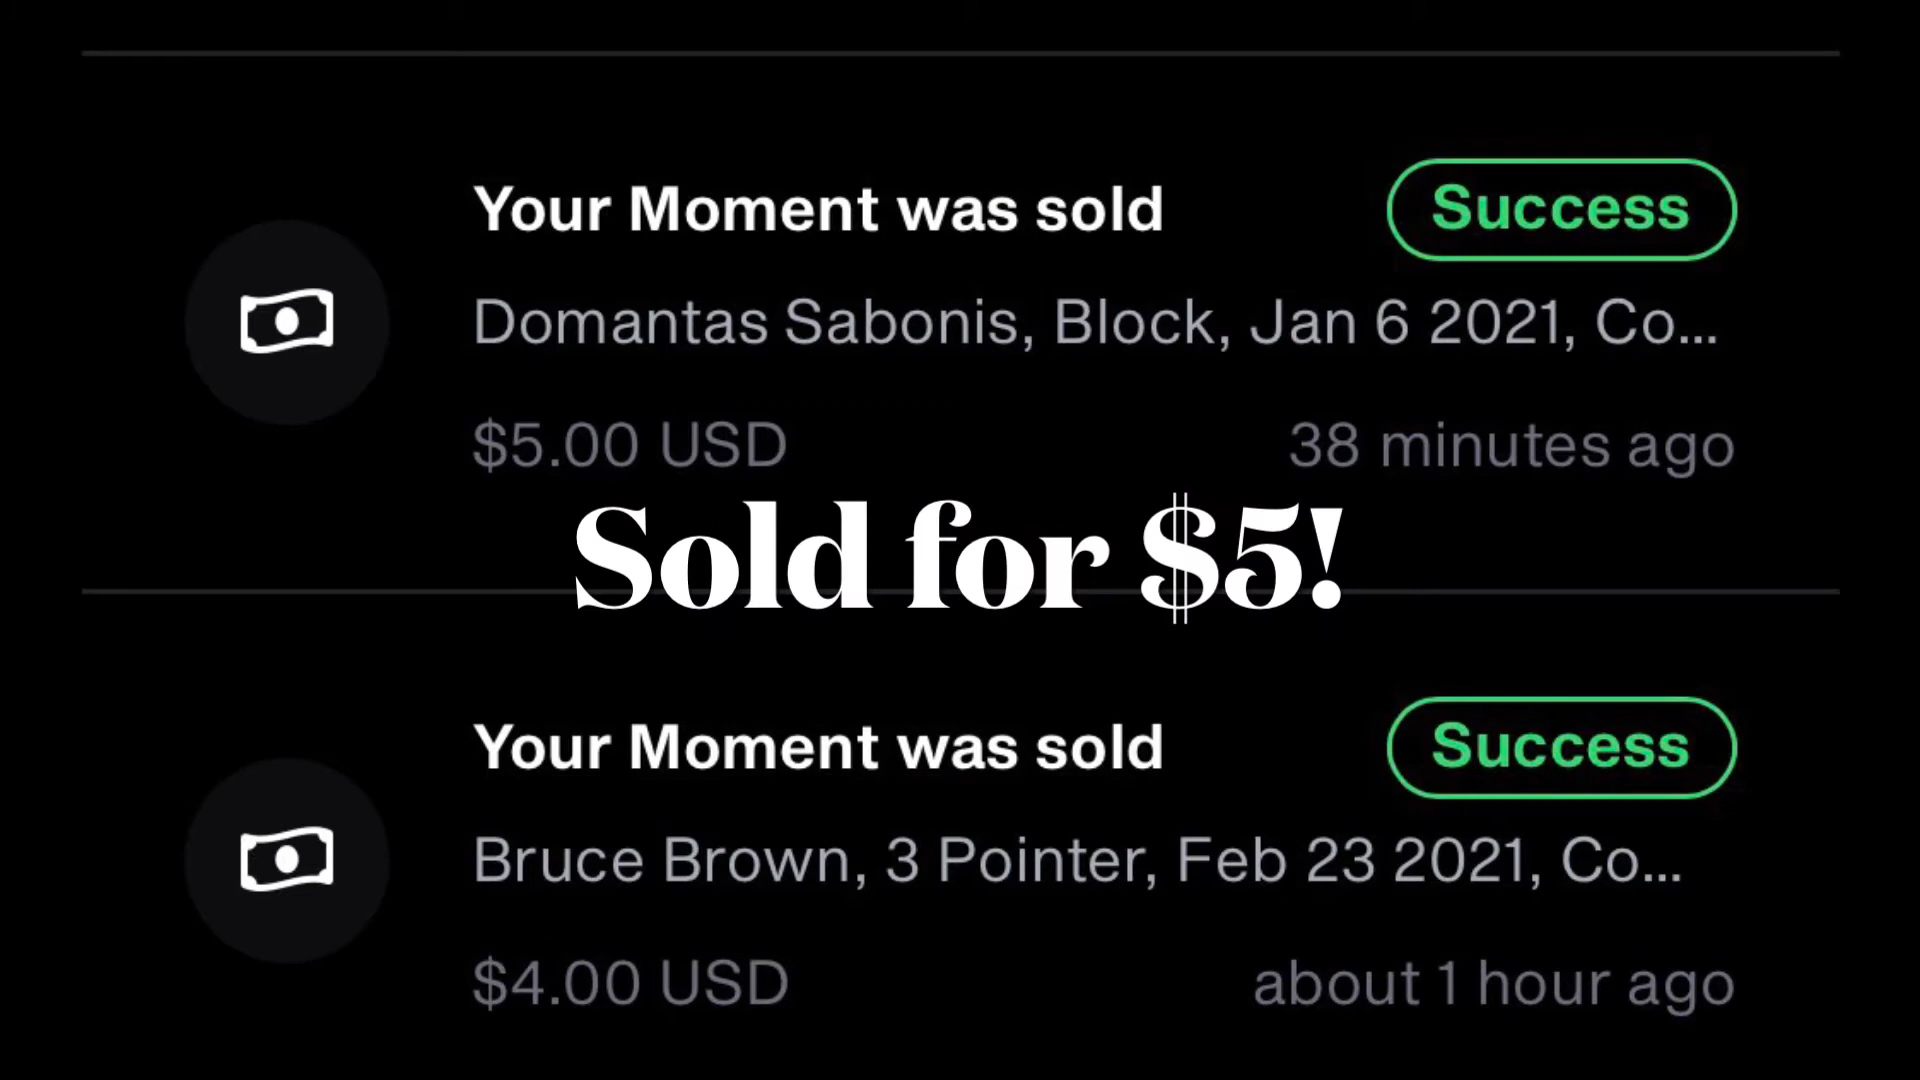 Your Moment was sold
Success
Domantas Sabonis, Block, Jan 6 2021, Co...
$5.00 USD
38 minutes ago
Sold for $5!
Your Moment was sold
Success
Bruce Brown, 3 Pointer, Feb 23 2021, Co...
$4.00 USD
about 1 hour ago